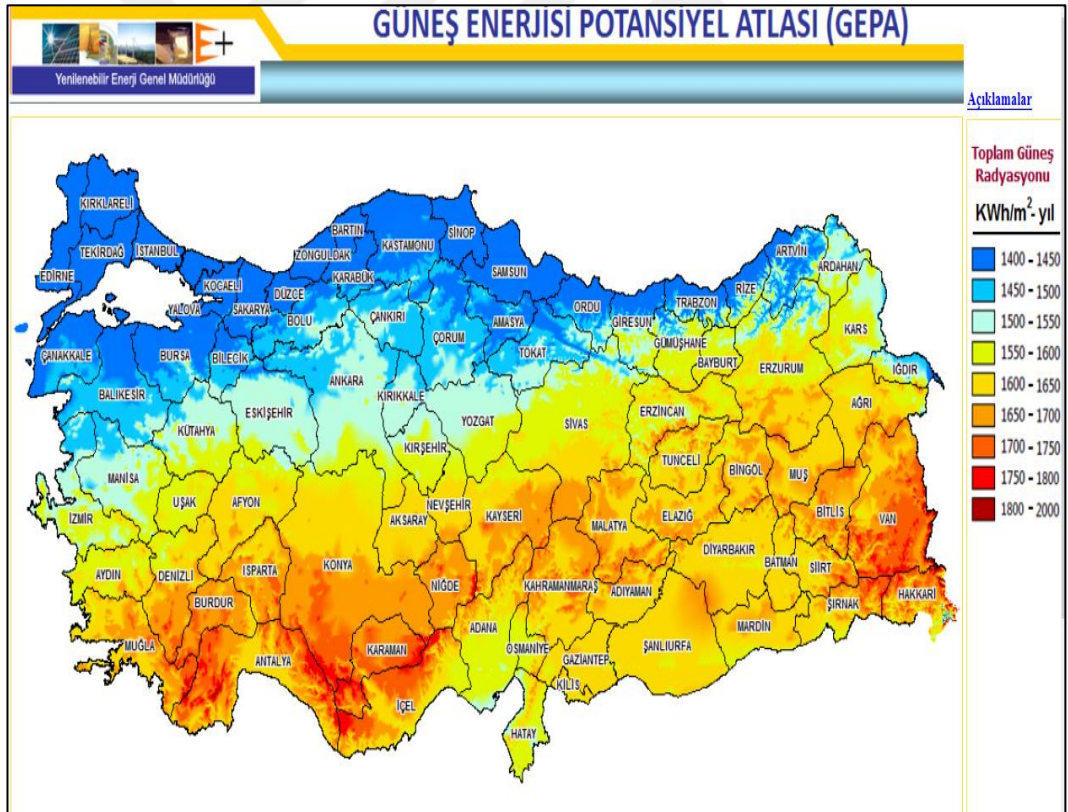 GÜNEŞ ENERJİSİ POTANSİYEL ATLASI (GEPA)
E+
Yenilenebilir Enerji Genel Müdürlüğü
Açıklamalar
Toplam Güneş
Radyasyonu
KWh/m²- yıl
1400 - 1450
1450 - 1500
1500 - 1550
1550 - 1600
1600 - 1650
1650 - 1700
1700 - 1750
1750 - 1800
1800 - 2000
KIRKLARELİ
TEKİRDAĞ
İSTANBUL
EDİRNE
KOCAELİ
YALOVA
SAKARYA
DÜZCE
ZONGULDAK
BARTIN
KARABÜK
KASTAMONU
SİNOP
SAMSUN
ORDU
GİRESUN
TRABZON
RİZE
ARTVİN
ARDAHAN
ÇANAKKALE
BURSA
BİLECİK
BOLU
ÇANKIRI
ÇORUM
AMASYA
TOKAT
GÜMÜŞHANE
BAYBURT
ERZURUM
KARS
IĞDIR
BALIKESİR
KÜTAHYA
ESKİŞEHİR
ANKARA
KIRIKKALE
YOZGAT
SİVAS
ERZİNCAN
AĞRI
MANİSA
UŞAK
AFYON
KIRŞEHİR
NEVŞEHİR
KAYSERİ
TUNCELİ
BİNGÖL
MUŞ
İZMİR
AKSARAY
MALATYA
ELAZIĞ
BİTLİS
VAN
AYDIN
DENİZLİ
ISPARTA
KONYA
NİĞDE
KAHRAMANMARAŞ
ADIYAMAN
DİYARBAKIR
BATMAN
SİİRT
ŞIRNAK
HAKKARİ
BURDUR
MUĞLA
ANTALYA
KARAMAN
İÇEL
ADANA
OSMANİYE
GAZİANTEP
KİLİS
ŞANLIURFA
MARDİN
HATAY